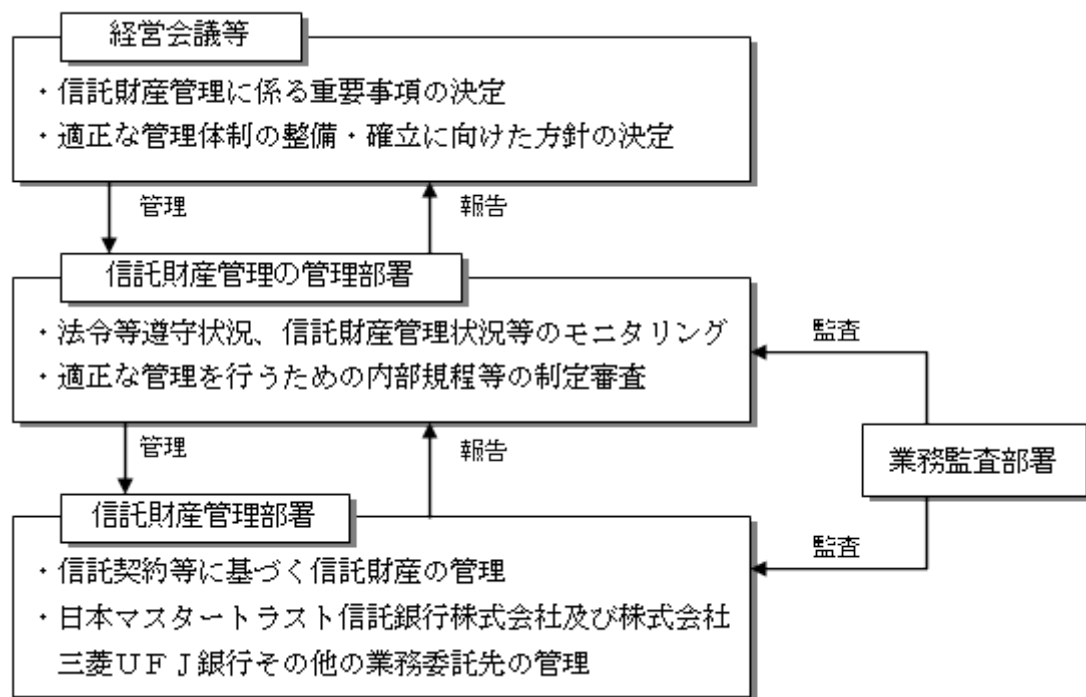 経営会議等
・信託財産管理に係る重要事項の決定
・適正な管理体制の整備・確立に向けた方針の決定
管理
報告
信託財産管理の管理部署
・法令等遵守状況、信託財産管理状況等のモニタリング
・適正な管理を行うための内部規程等の制定審査
監査
管理
報告
業務監査部署
信託財産管理部署
・信託契約等に基づく信託財産の管理
・日本マスタートラスト信託銀行株式会社及び株式会社
三菱ＵＦＪ銀行その他の業務委託先の管理
監査